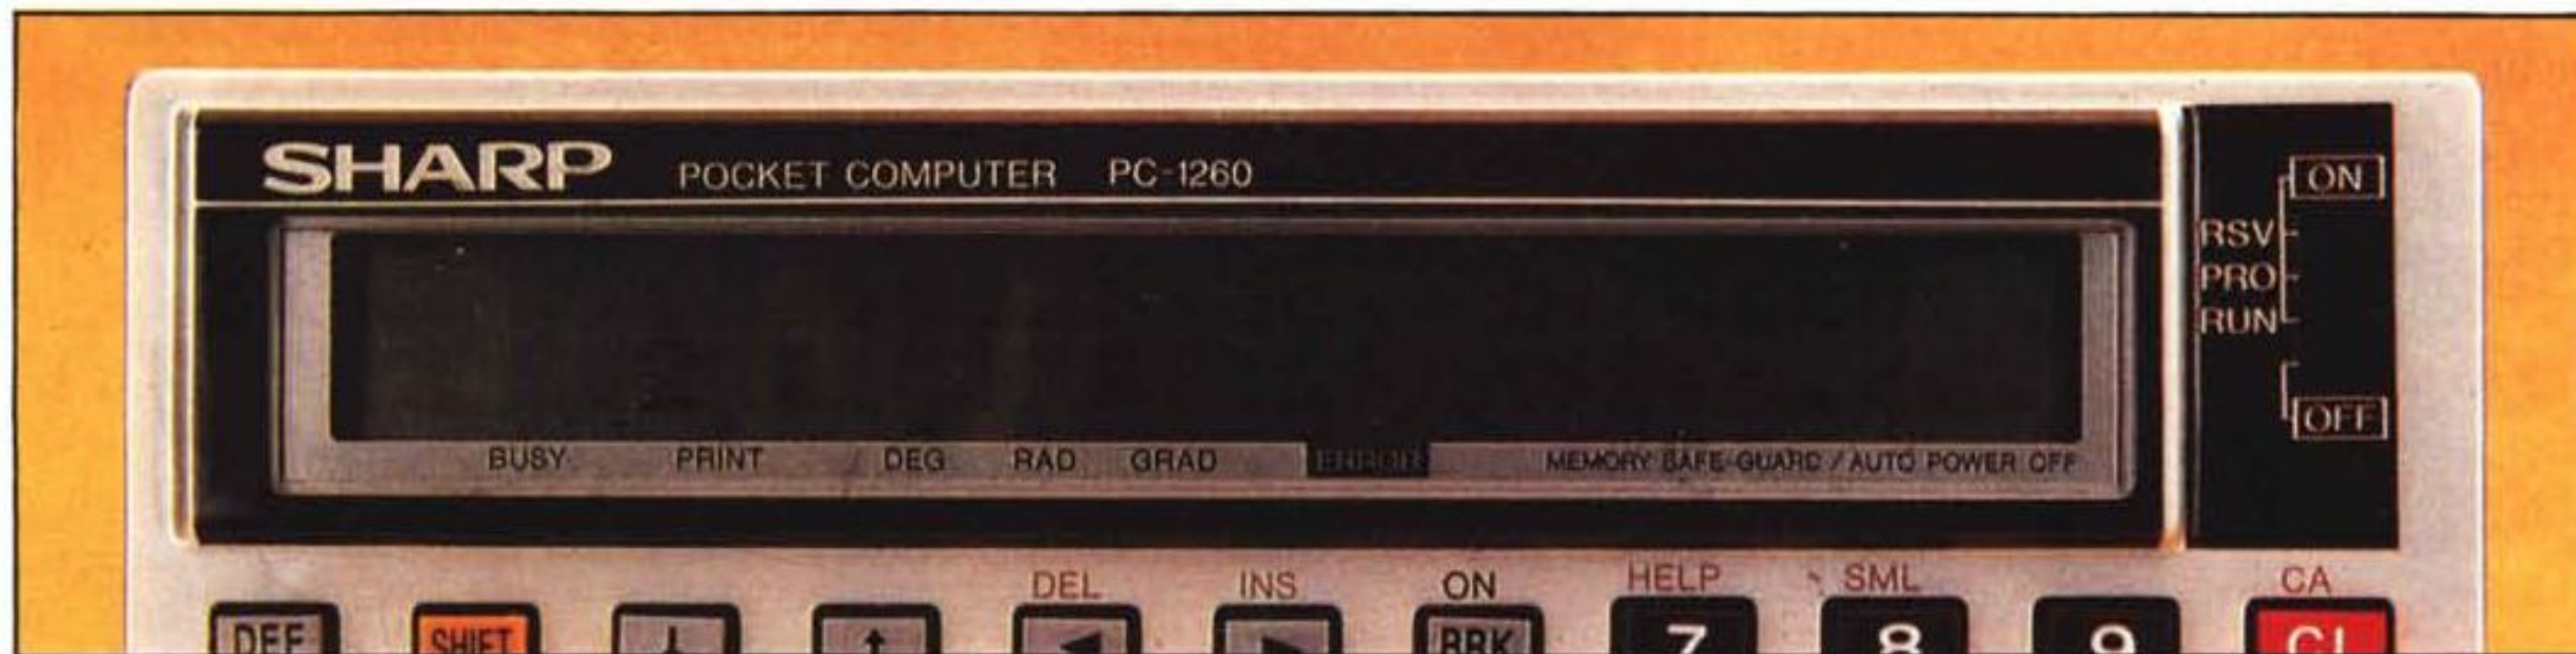 SHARP POCKET COMPUTER PC-1260
ON
RSV
PRO
RUN
OFF
BUSY PRINT DEG RAD GRAD ERROR MEMORY SAFE-GUARD / AUTO POWER OFF
DEL INS ON HELP SML CA
DEF SHIFT ↓ ↑ ◀ ▶ BRK 7 8 9 CL